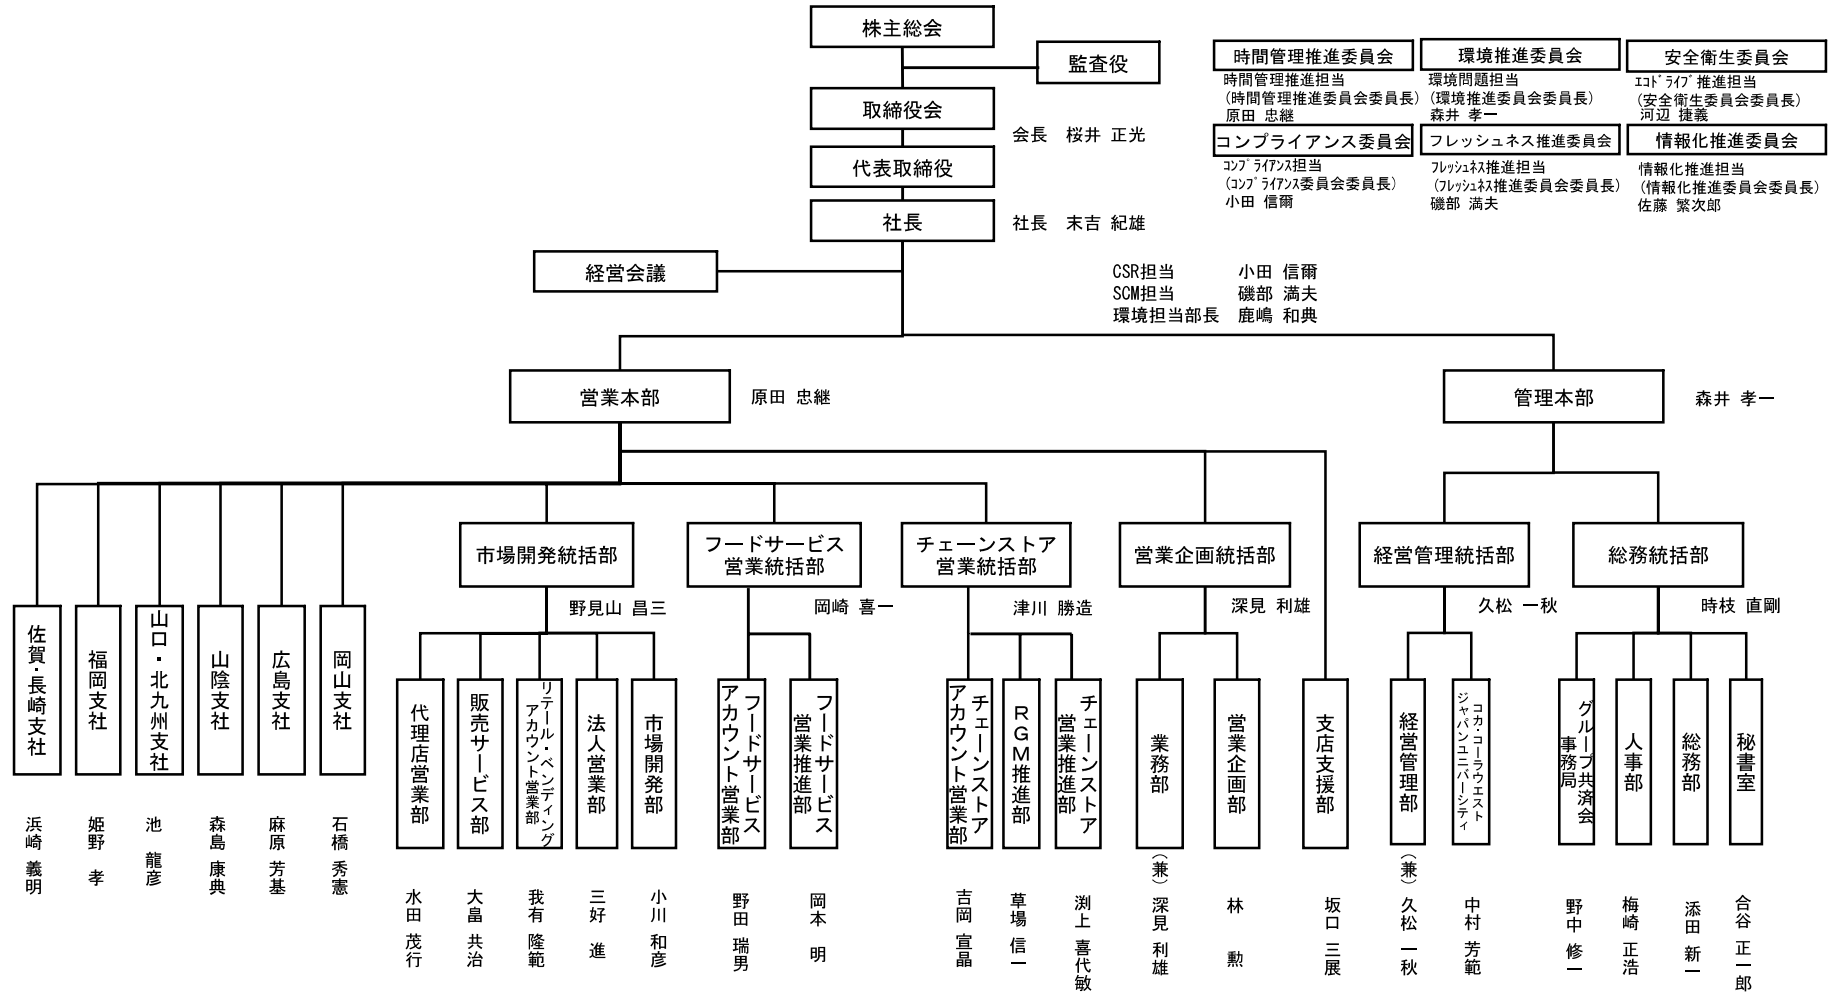 株主総会
監査役
取締役会
会長　桜井 正光
代表取締役
社長
社長　末吉 紀雄
経営会議
時間管理推進委員会
時間管理推進担当
(時間管理推進委員会委員長)
原田 忠継
環境推進委員会
環境問題担当
(環境推進委員会委員長)
森井 孝一
安全衛生委員会
ｴｺﾄﾞﾗｲﾌﾞ推進担当
(安全衛生委員会委員長)
河辺 捷義
コンプライアンス委員会
ｺﾝﾌﾟﾗｲｱﾝｽ担当
(ｺﾝﾌﾟﾗｲｱﾝｽ委員会委員長)
小田 信爾
フレッシュネス推進委員会
ﾌﾚｯｼｭﾈｽ推進担当
(ﾌﾚｯｼｭﾈｽ推進委員会委員長)
磯部 満夫
情報化推進委員会
情報化推進担当
(情報化推進委員会委員長)
佐藤 繁次郎
CSR担当　小田 信爾
SCM担当　磯部 満夫
環境担当部長　鹿嶋 和典
営業本部
原田 忠継
管理本部
森井 孝一
市場開発統括部
野見山 昌三
フードサービス
営業統括部
岡崎 喜一
チェーンストア
営業統括部
津川 勝造
営業企画統括部
深見 利雄
経営管理統括部
久松 一秋
総務統括部
時枝 直剛
佐賀・長崎支社
浜崎 義明
福岡支社
姫野 孝
山口・北九州支社
池 龍彦
山陰支社
森島 康典
広島支社
麻原 芳基
岡山支社
石橋 秀憲
代理店営業部
水田 茂行
販売サービス部
大畠 共治
リテール・ベンディング
アカウント営業部
我有 隆範
法人営業部
三好 進
市場開発部
小川 和彦
フードサービス
アカウント営業部
野田 瑞男
フードサービス
営業推進部
岡本 明
チェーンストア
アカウント営業部
吉岡 宣晶
RGM推進部
草場 信一
チェーンストア
営業推進部
渕上 喜代敏
業務部
(兼) 深見 利雄
営業企画部
林 勲
支店支援部
坂口 三展
経営管理部
(兼) 久松 一秋
コカ・コーラウエスト
ジャパンユニバーシティ
中村 芳範
グループ共済会
事務局
野中 修一
人事部
梅崎 正浩
総務部
添田 新一
秘書室
合谷 正一郎